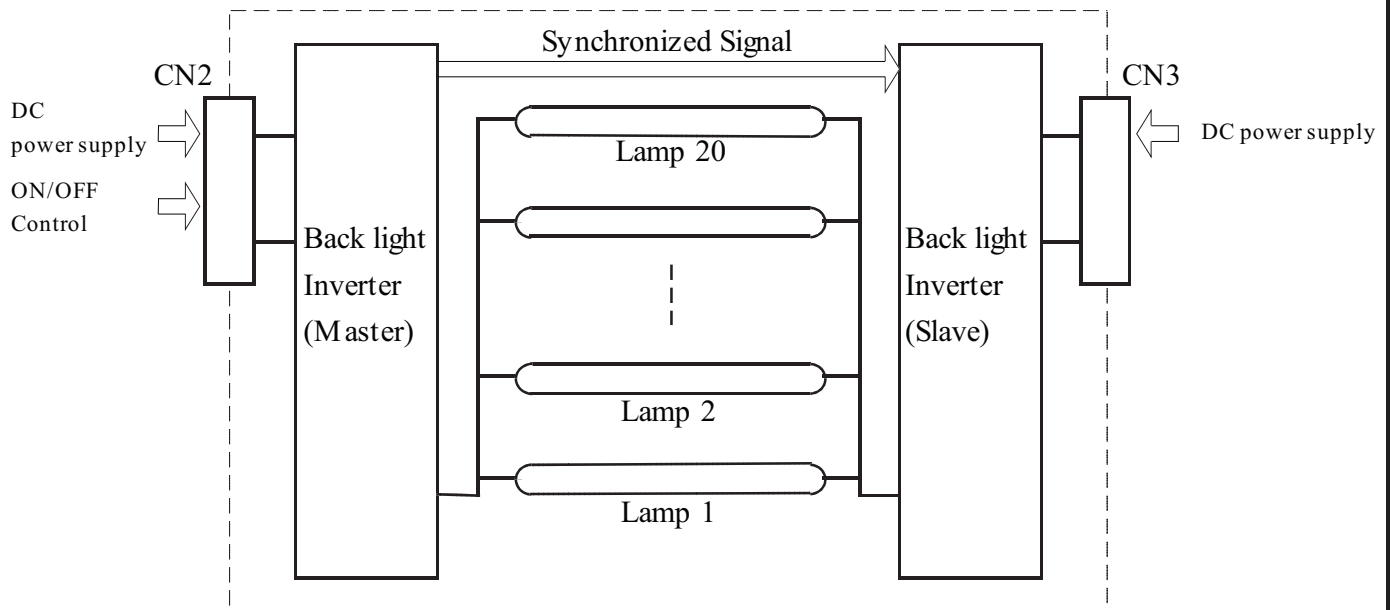 Synchronized Signal
CN2
CN3
DC
power supply
DC power supply
Lamp 20
ON/OFF
Control
Back light
Inverter
(Master)
Back light
Inverter
(Slave)
Lamp 2
Lamp 1